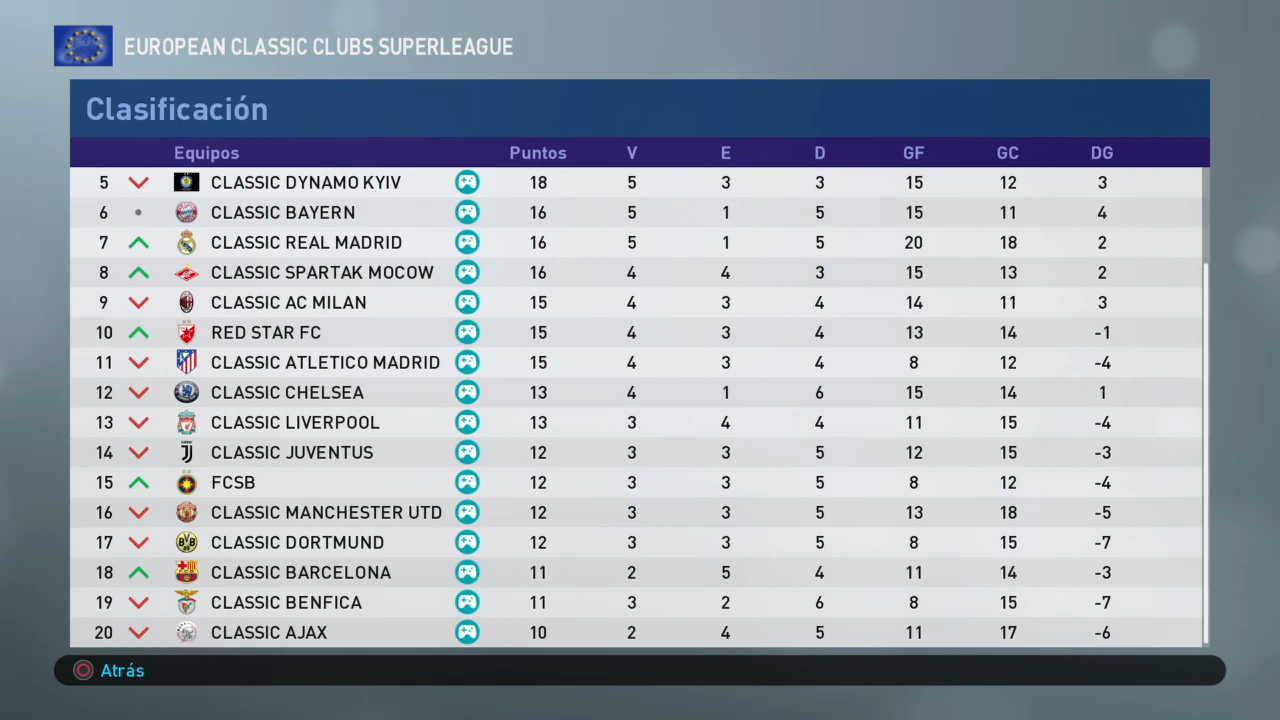 EUROPEAN CLASSIC CLUBS SUPERLEAGUE
Clasificación
Equipos Puntos V E D GF GC DG
5 CLASSIC DYNAMO KYIV 18 5 3 3 15 12 3
6 CLASSIC BAYERN 16 5 1 5 15 11 4
7 CLASSIC REAL MADRID 16 5 1 5 20 18 2
8 CLASSIC SPARTAK MOCOW 16 4 4 3 15 13 2
9 CLASSIC AC MILAN 15 4 3 4 14 11 3
10 RED STAR FC 15 4 3 4 13 14 -1
11 CLASSIC ATLETICO MADRID 15 4 3 4 8 12 -4
12 CLASSIC CHELSEA 13 4 1 6 15 14 1
13 CLASSIC LIVERPOOL 13 3 4 4 11 15 -4
14 CLASSIC JUVENTUS 12 3 3 5 12 15 -3
15 FCSB 12 3 3 5 8 12 -4
16 CLASSIC MANCHESTER UTD 12 3 3 5 13 18 -5
17 CLASSIC DORTMUND 12 3 3 5 8 15 -7
18 CLASSIC BARCELONA 11 2 5 4 11 14 -3
19 CLASSIC BENFICA 11 3 2 6 8 15 -7
20 CLASSIC AJAX 10 2 4 5 11 17 -6
Atrás